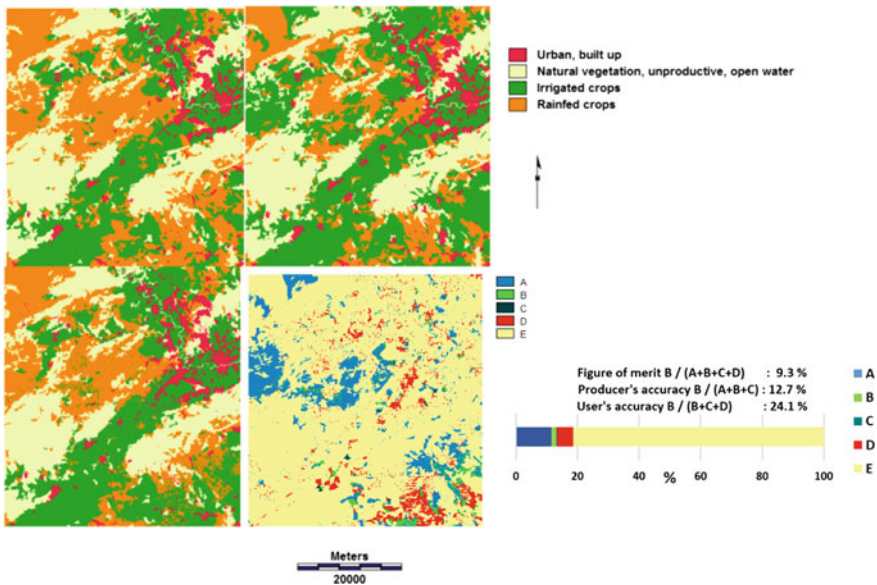 Urban, built up
Natural vegetation, unproductive, open water
Irrigated crops
Rainfed crops
A
B
C
D
E
Figure of merit B / (A+B+C+D) : 9.3 %
Producer's accuracy B / (A+B+C) : 12.7 %
User's accuracy B / (B+C+D) : 24.1 %
A
B
C
D
E
0 20 40 60 80 100
%
Meters
20000